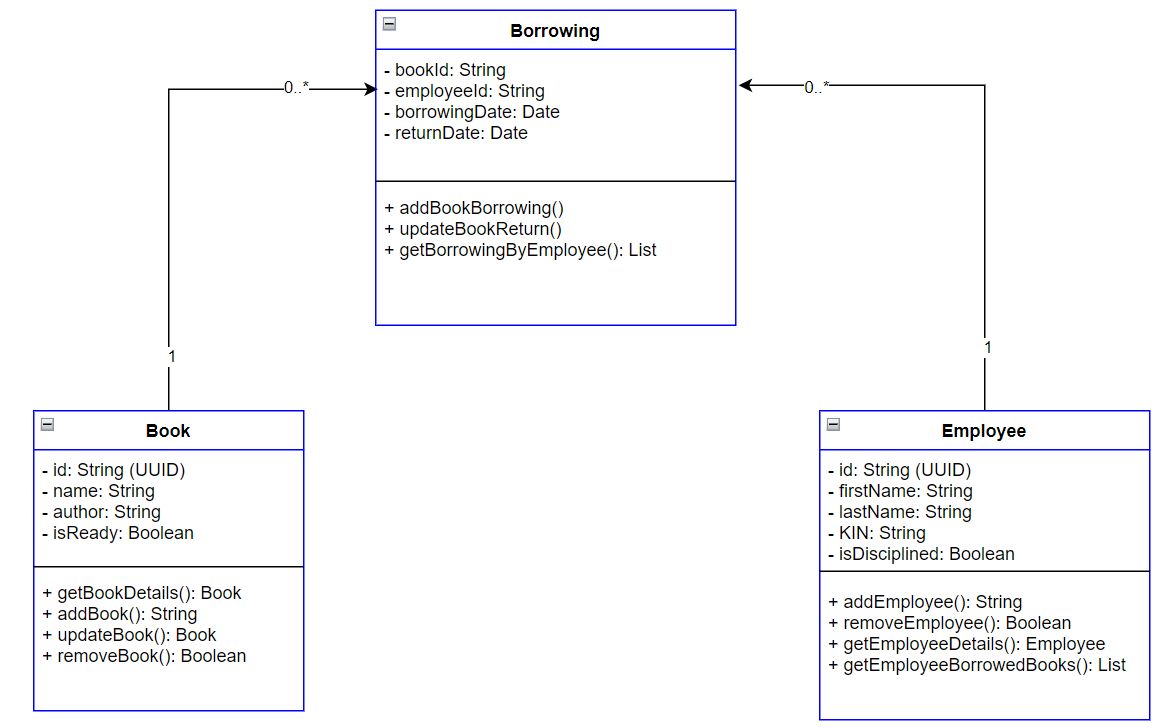 Borrowing
- bookId: String
- employeeId: String
- borrowingDate: Date
- returnDate: Date
+ addBookBorrowing()
+ updateBookReturn()
+ getBorrowingByEmployee(): List
0..*
0..*
1
1
Book
- id: String (UUID)
- name: String
- author: String
- isReady: Boolean
+ getBookDetails(): Book
+ addBook(): String
+ updateBook(): Book
+ removeBook(): Boolean
Employee
- id: String (UUID)
- firstName: String
- lastName: String
- KIN: String
- isDisciplined: Boolean
+ addEmployee(): String
+ removeEmployee(): Boolean
+ getEmployeeDetails(): Employee
+ getEmployeeBorrowedBooks(): List